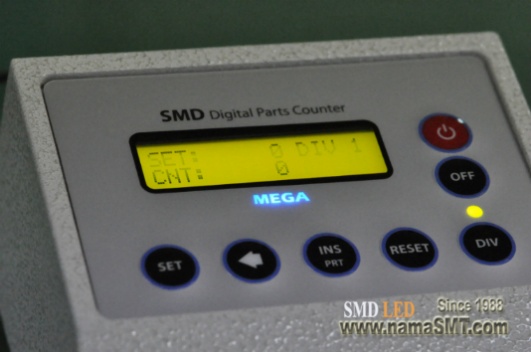 SMD Digital Parts Counter
SET: 0 DIV 1
CNT: 0
MEGA
OFF
SET
INS
PRT
RESET
DIV
SMD LED Since 1988
www.namaSMT.com